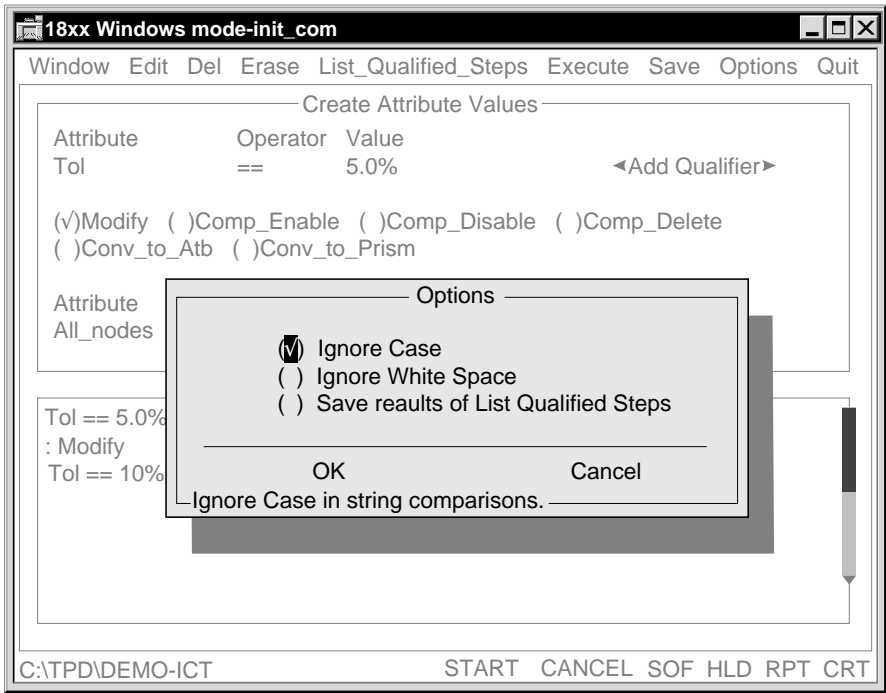 18xx Windows mode-init_com
Window Edit Del Erase List_Qualified_Steps Execute Save Options Quit
Create Attribute Values
Attribute Operator Value
Tol == 5.0% ◄Add Qualifier►
(√)Modify ( )Comp_Enable ( )Comp_Disable ( )Comp_Delete
( )Conv_to_Atb ( )Conv_to_Prism
Attribute
All_nodes
Options
(√) Ignore Case
( ) Ignore White Space
( ) Save reaults of List Qualified Steps
OK Cancel
Ignore Case in string comparisons.
Tol == 5.0%
: Modify
Tol == 10%
C:\TPD\DEMO-ICT START CANCEL SOF HLD RPT CRT